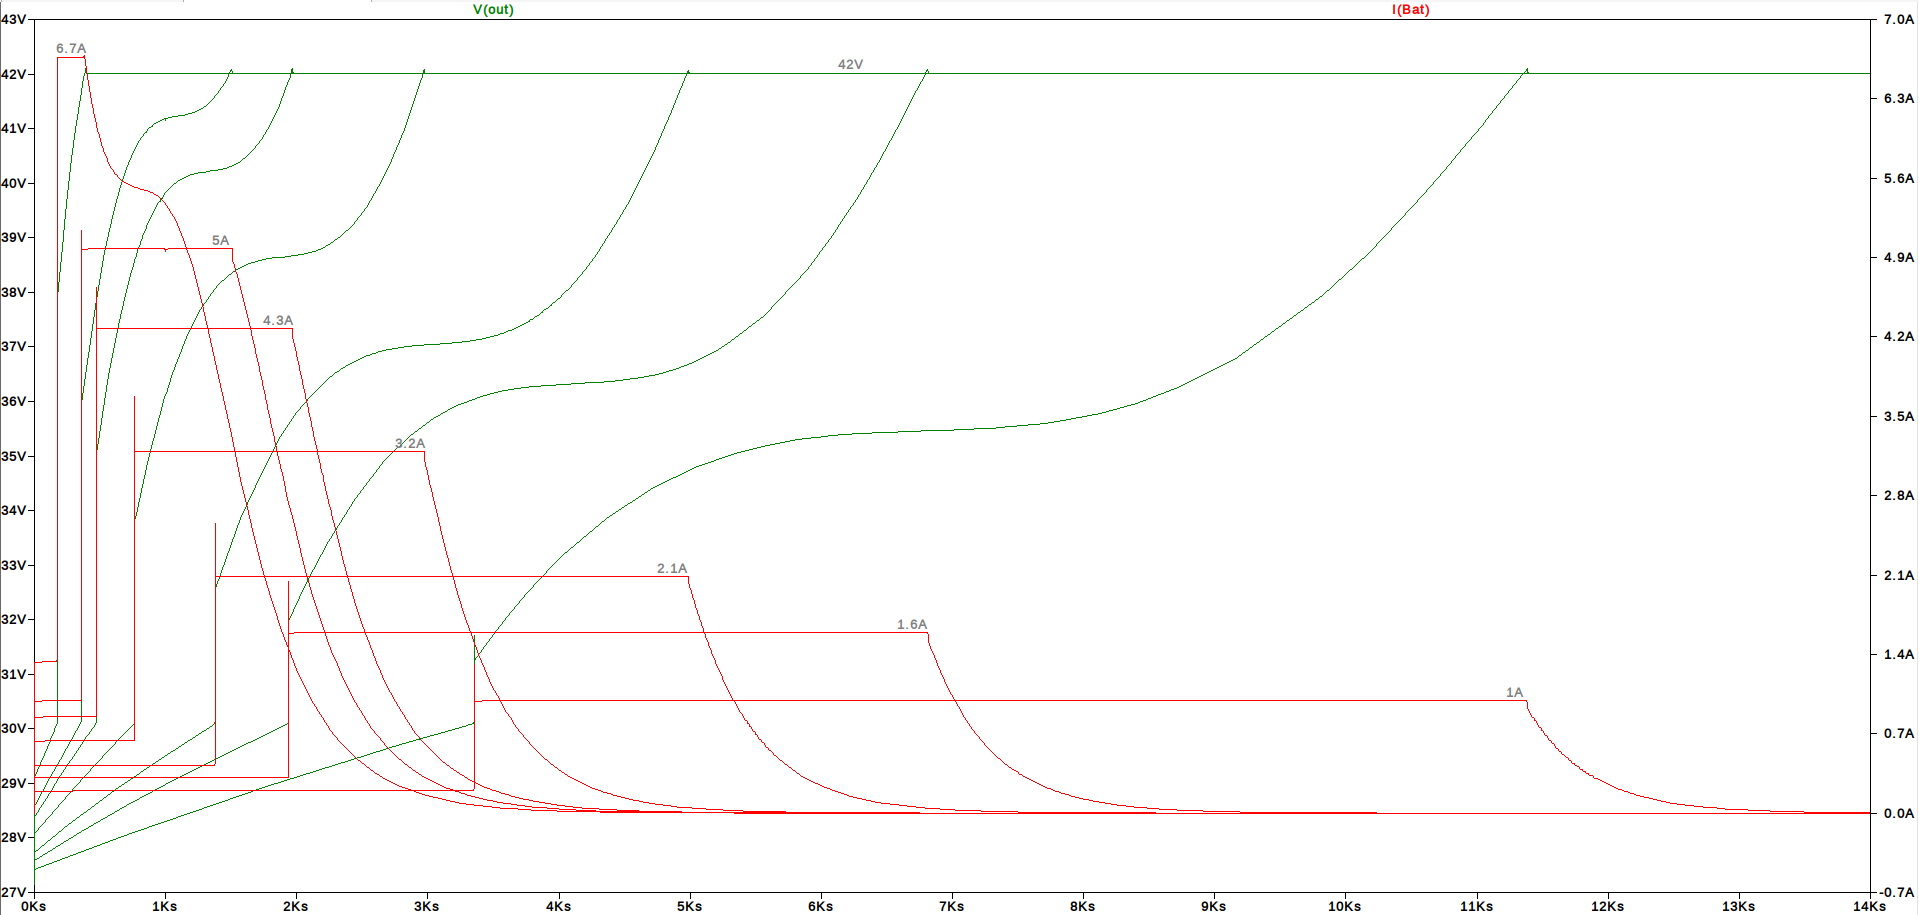 V(out) I(Bat)
43V 7.0A
6.7A
42V 42V 6.3A
41V
40V 5.6A
39V 5A 4.9A
38V
4.3A 4.2A
37V
36V 3.5A
35V 3.2A
2.8A
34V
33V 2.1A 2.1A
32V 1.6A
31V 1.4A
1A
30V 0.7A
29V 0.0A
28V
27V -0.7A
0Ks 1Ks 2Ks 3Ks 4Ks 5Ks 6Ks 7Ks 8Ks 9Ks 10Ks 11Ks 12Ks 13Ks 14Ks